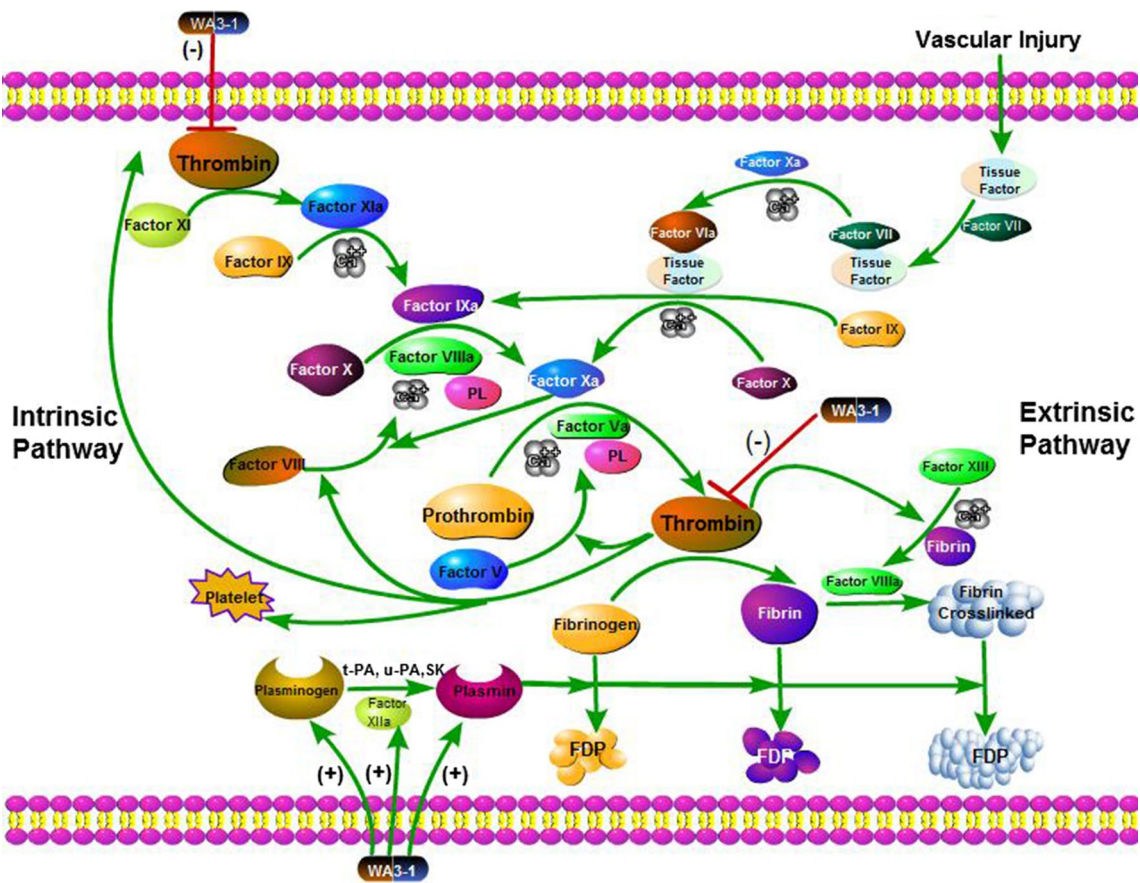 WA3-1
(-)
Vascular Injury
Thrombin
Factor XI
Factor XIa
Factor IX
Ca
++
Factor IXa
Factor Xa
Ca
++
Factor VIa
Tissue
Factor
Factor VII
Tissue
Factor
Tissue
Factor
Factor VII
Factor IX
Ca
++
Factor X
Factor VIIIa
Ca
++
PL
Factor Xa
Factor X
WA3-1
(-)
Intrinsic
Pathway
Extrinsic
Pathway
Factor VIII
Factor Va
Ca
++
PL
Prothrombin
Thrombin
Factor XIII
Ca
++
Fibrin
Factor V
Factor VIIIa
Platelet
Fibrinogen
Fibrin
Fibrin
Crosslinked
Plasminogen
t-PA, u-PA,SK
Factor
XIIa
Plasmin
FDP
FDP
FDP
(+)
(+)
(+)
WA3-1